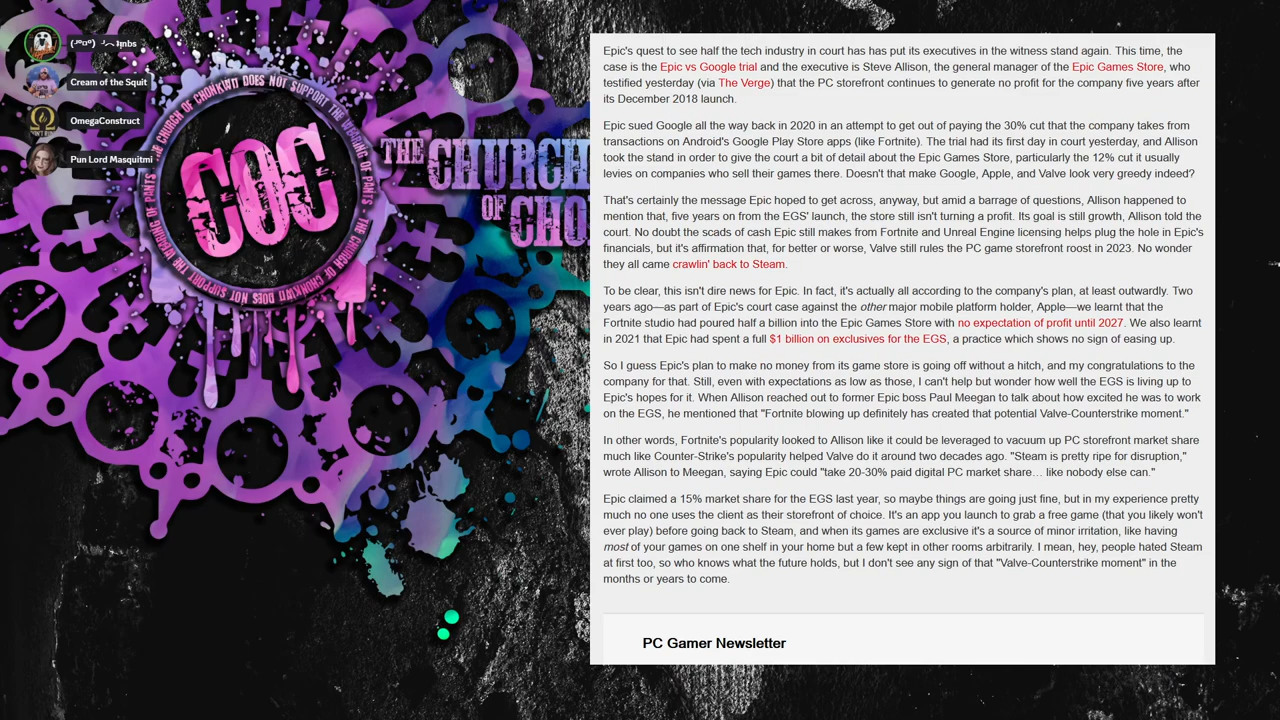 (╯°□°)╯︵
Cream of the Squit
OmegaConstruct
Pun Lord Masquitmi
THE CHURCH OF CHONKWU DOES NOT SUPPORT THE WEARING OF PANTS
COC
THE CHURCH
OF CHO
Epic's quest to see half the tech industry in court has has put its executives in the witness stand again. This time, the
case is the Epic vs Google trial and the executive is Steve Allison, the general manager of the Epic Games Store, who
testified yesterday (via The Verge) that the PC storefront continues to generate no profit for the company five years after
its December 2018 launch.
Epic sued Google all the way back in 2020 in an attempt to get out of paying the 30% cut that the company takes from
transactions on Android's Google Play Store apps (like Fortnite). The trial had its first day in court yesterday, and Allison
took the stand in order to give the court a bit of detail about the Epic Games Store, particularly the 12% cut it usually
levies on companies who sell their games there. Doesn't that make Google, Apple, and Valve look very greedy indeed?
That's certainly the message Epic hoped to get across, anyway, but amid a barrage of questions, Allison happened to
mention that, five years on from the EGS' launch, the store still isn't turning a profit. Its goal is still growth, Allison told the
court. No doubt the scads of cash Epic still makes from Fortnite and Unreal Engine licensing helps plug the hole in Epic's
financials, but it's affirmation that, for better or worse, Valve still rules the PC game storefront roost in 2023. No wonder
they all came crawlin' back to Steam.
To be clear, this isn't dire news for Epic. In fact, it's actually all according to the company's plan, at least outwardly. Two
years ago—as part of Epic's court case against the other major mobile platform holder, Apple—we learnt that the
Fortnite studio had poured half a billion into the Epic Games Store with no expectation of profit until 2027. We also learnt
in 2021 that Epic had spent a full $1 billion on exclusives for the EGS, a practice which shows no sign of easing up.
So I guess Epic's plan to make no money from its game store is going off without a hitch, and my congratulations to the
company for that. Still, even with expectations as low as those, I can't help but wonder how well the EGS is living up to
Epic's hopes for it. When Allison reached out to former Epic boss Paul Meegan to talk about how excited he was to work
on the EGS, he mentioned that "Fortnite blowing up definitely has created that potential Valve-Counterstrike moment."
In other words, Fortnite's popularity looked to Allison like it could be leveraged to vacuum up PC storefront market share
much like Counter-Strike's popularity helped Valve do it around two decades ago. "Steam is pretty ripe for disruption,"
wrote Allison to Meegan, saying Epic could "take 20-30% paid digital PC market share… like nobody else can."
Epic claimed a 15% market share for the EGS last year, so maybe things are going just fine, but in my experience pretty
much no one uses the client as their storefront of choice. It's an app you launch to grab a free game (that you likely won't
ever play) before going back to Steam, and when its games are exclusive it's a source of minor irritation, like having
most of your games on one shelf in your home but a few kept in other rooms arbitrarily. I mean, hey, people hated Steam
at first too, so who knows what the future holds, but I don't see any sign of that "Valve-Counterstrike moment" in the
months or years to come.
PC Gamer Newsletter